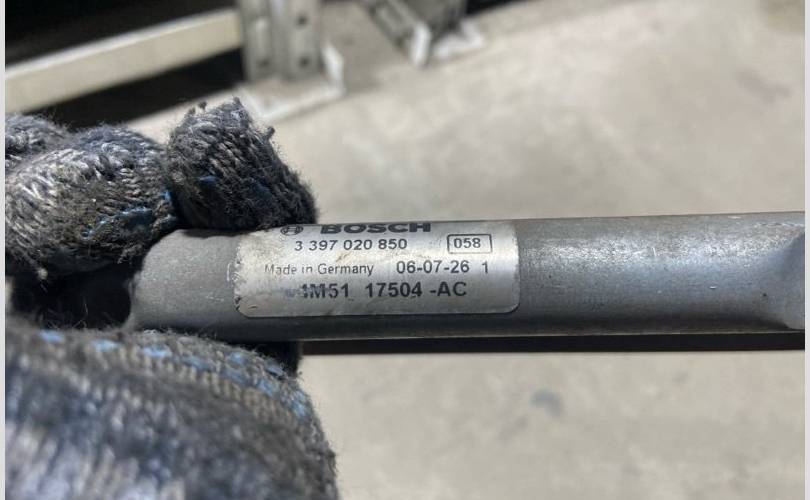 BOSCH
3 397 020 850 058
Made in Germany 06-07-26 1
4M51 17504 -AC